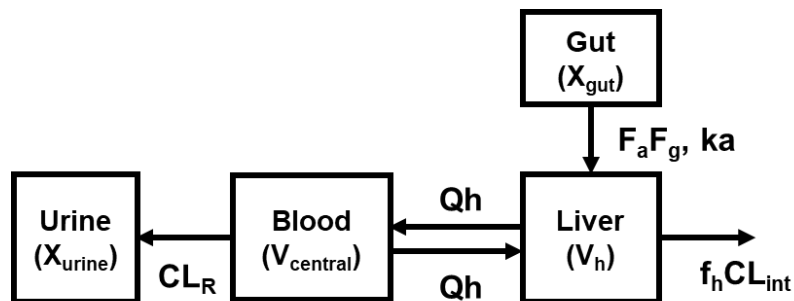 Gut
(Xgut)
FaFg, ka
Urine
(Xurine)
CLR
Blood
(Vcentral)
Qh
Qh
Liver
(Vh)
fhCLint